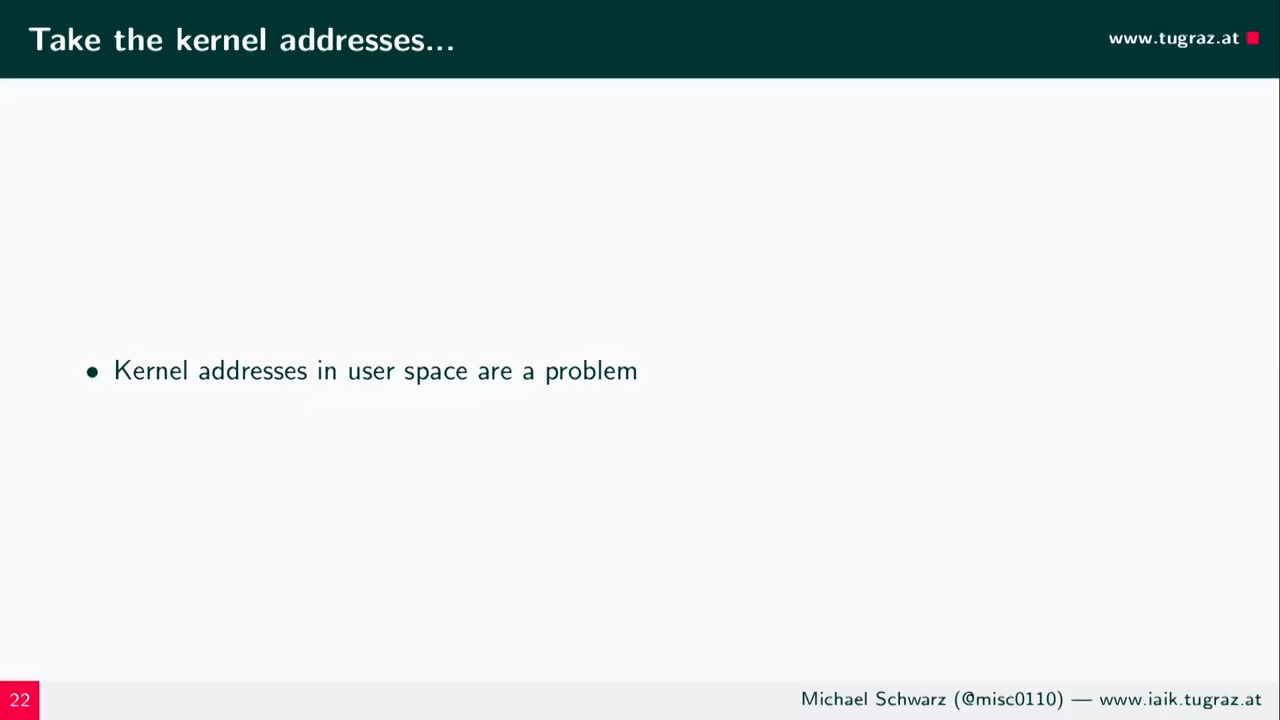 Take the kernel addresses...
www.tugraz.at
• Kernel addresses in user space are a problem
22
Michael Schwarz (@misc0110) — www.iaik.tugraz.at